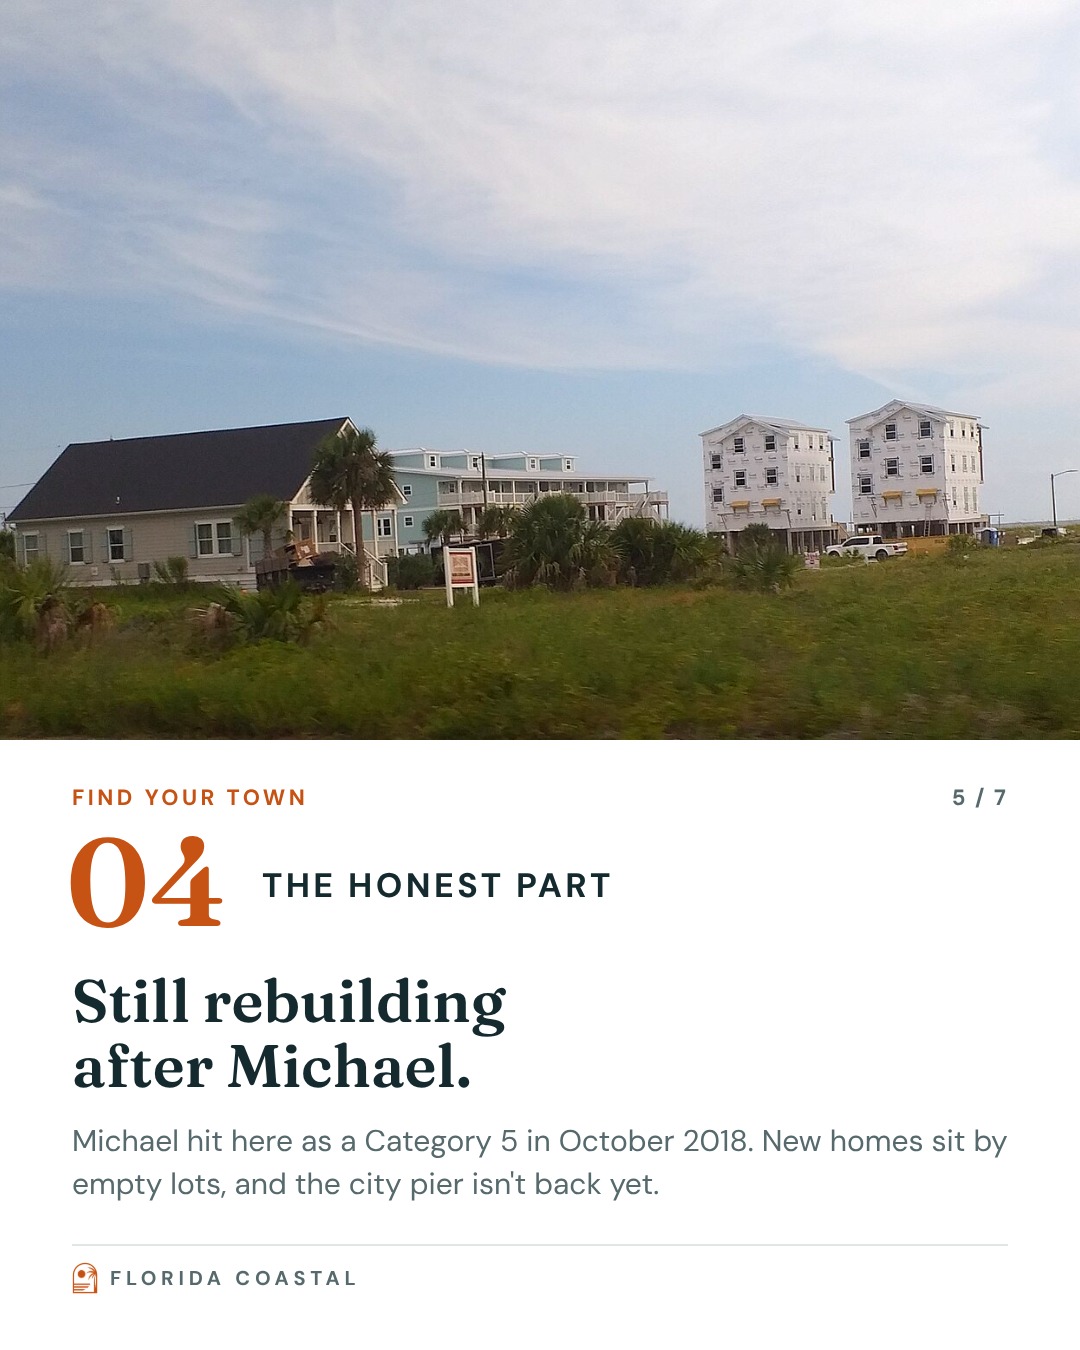 FIND YOUR TOWN
5 / 7
04
THE HONEST PART
Still rebuilding
after Michael.
Michael hit here as a Category 5 in October 2018. New homes sit by
empty lots, and the city pier isn't back yet.
FLORIDA COASTAL